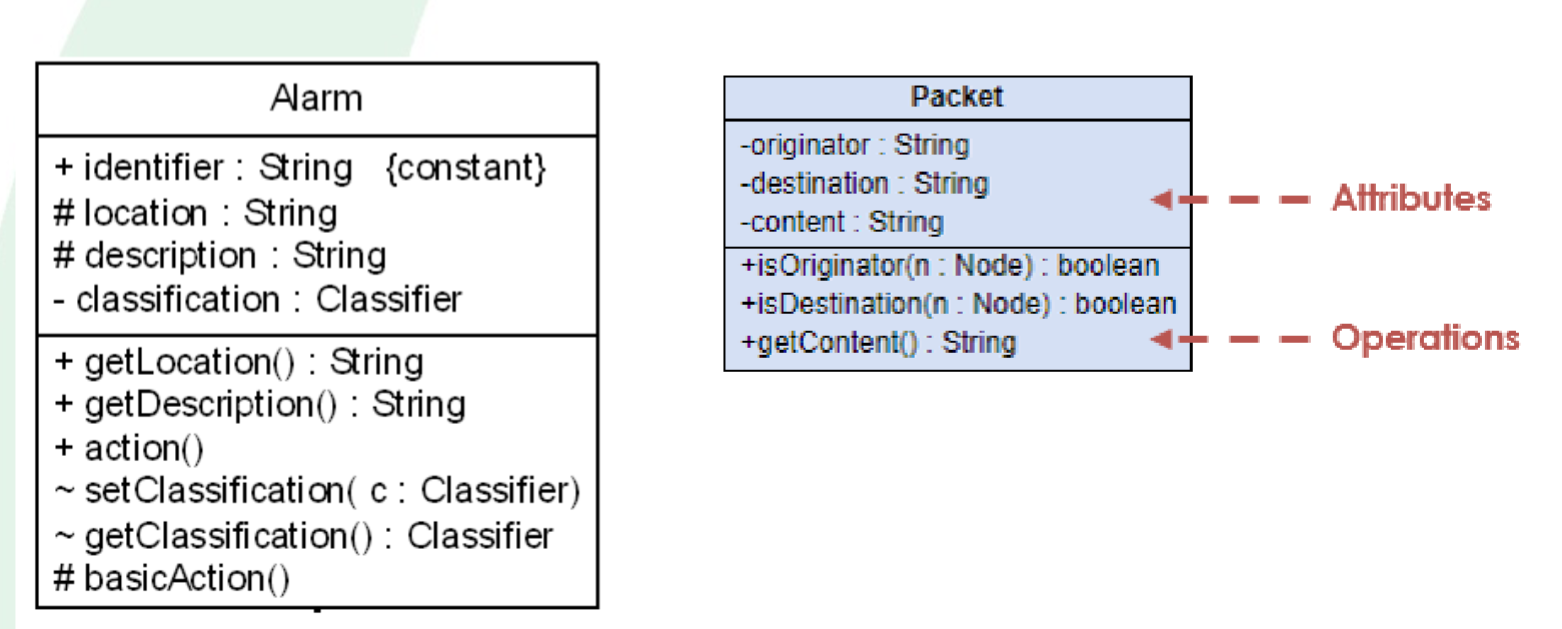 Alarm
+ identifier : String {constant}
# location : String
# description : String
- classification : Classifier
+ getLocation() : String
+ getDescription() : String
+ action()
~ setClassification( c : Classifier)
~ getClassification() : Classifier
# basicAction()
Packet
-originator : String
-destination : String
-content : String
+isOriginator(n : Node) : boolean
+isDestination(n : Node) : boolean
+getContent() : String
Attributes
Operations